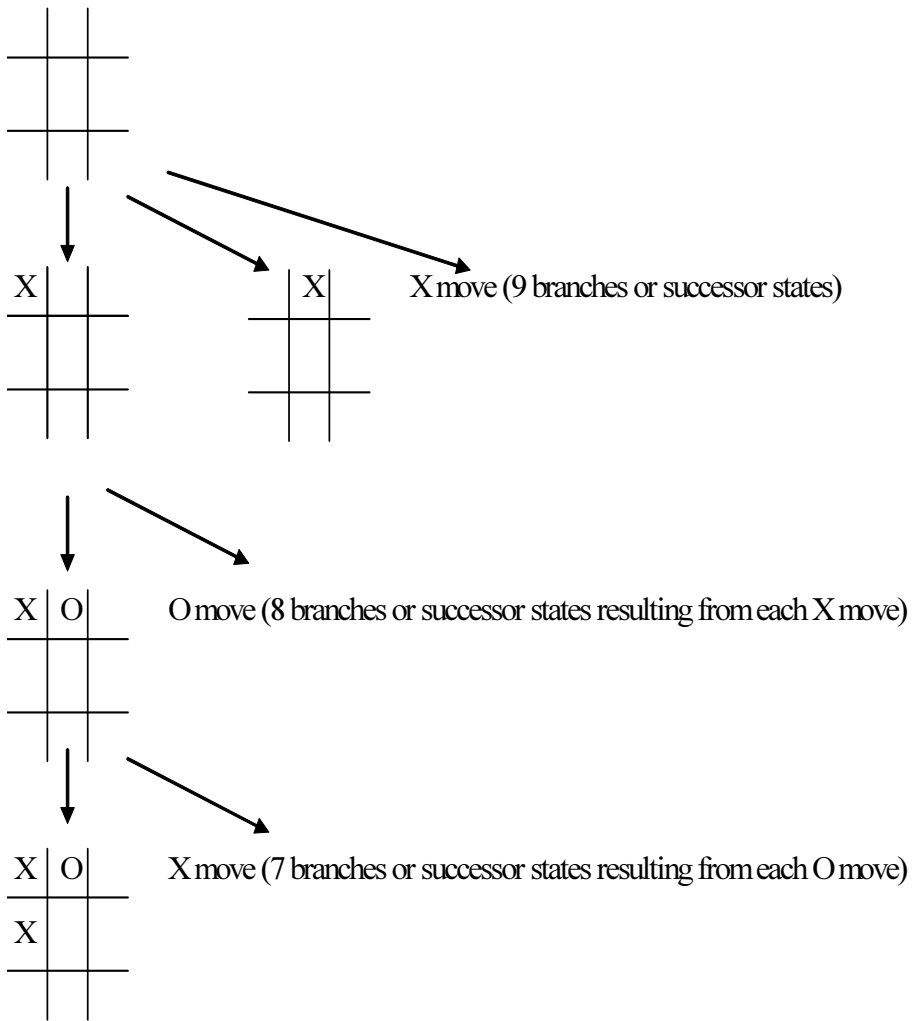 X X X move (9 branches or successor states)
X O O move (8 branches or successor states resulting from each X move)
X O X move (7 branches or successor states resulting from each O move)
X